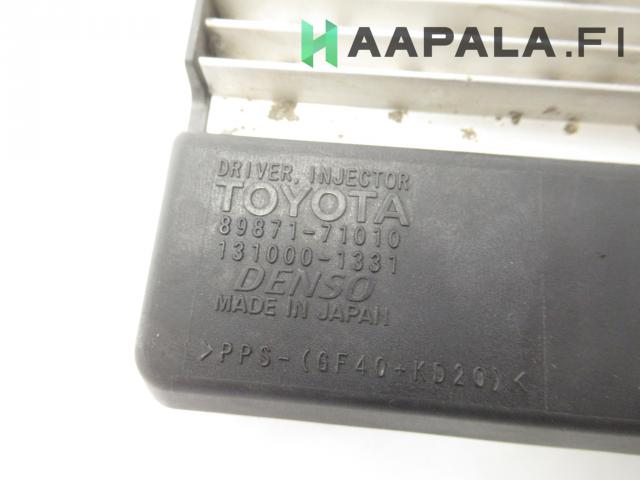 HAAPALA.FI
DRIVER, INJECTOR
TOYOTA
89871-71010
131000-1331
DENSO
MADE IN JAPAN
>PPS-(GF40+KD20)<